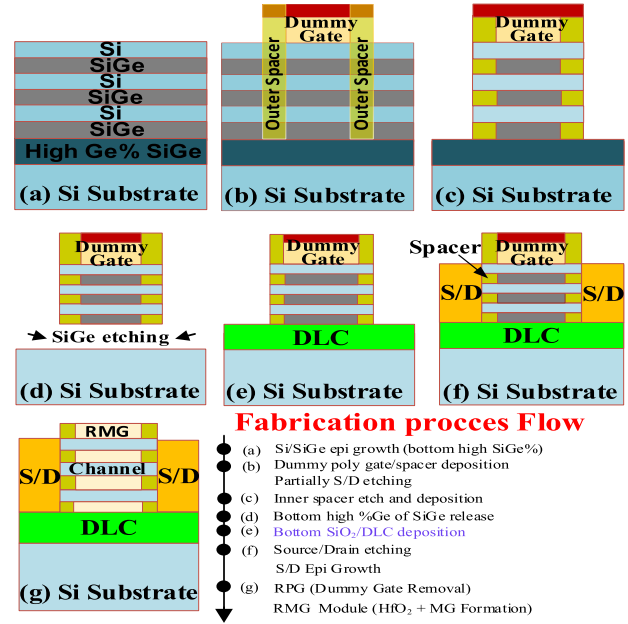 Si
SiGe
Si
SiGe
Si
SiGe
High Ge% SiGe
(a) Si Substrate
Dummy
Gate
Outer Spacer
Outer Spacer
(b) Si Substrate
(c) Si Substrate
Dummy
Gate
SiGe etching
(d) Si Substrate
Dummy
Gate
DLC
(e) Si Substrate
Spacer
Dummy
Gate
S/D
S/D
DLC
(f) Si Substrate
RMG
Channel
S/D
S/D
DLC
(g) Si Substrate
Fabrication procces Flow
(a) Si/SiGe epi growth (bottom high SiGe%)
(b) Dummy poly gate/spacer deposition
Partially S/D etching
(c) Inner spacer etch and deposition
(d) Bottom high %Ge of SiGe release
(e) Bottom SiO₂/DLC deposition
(f) Source/Drain etching
S/D Epi Growth
(g) RPG (Dummy Gate Removal)
RMG Module (HfO₂ + MG Formation)